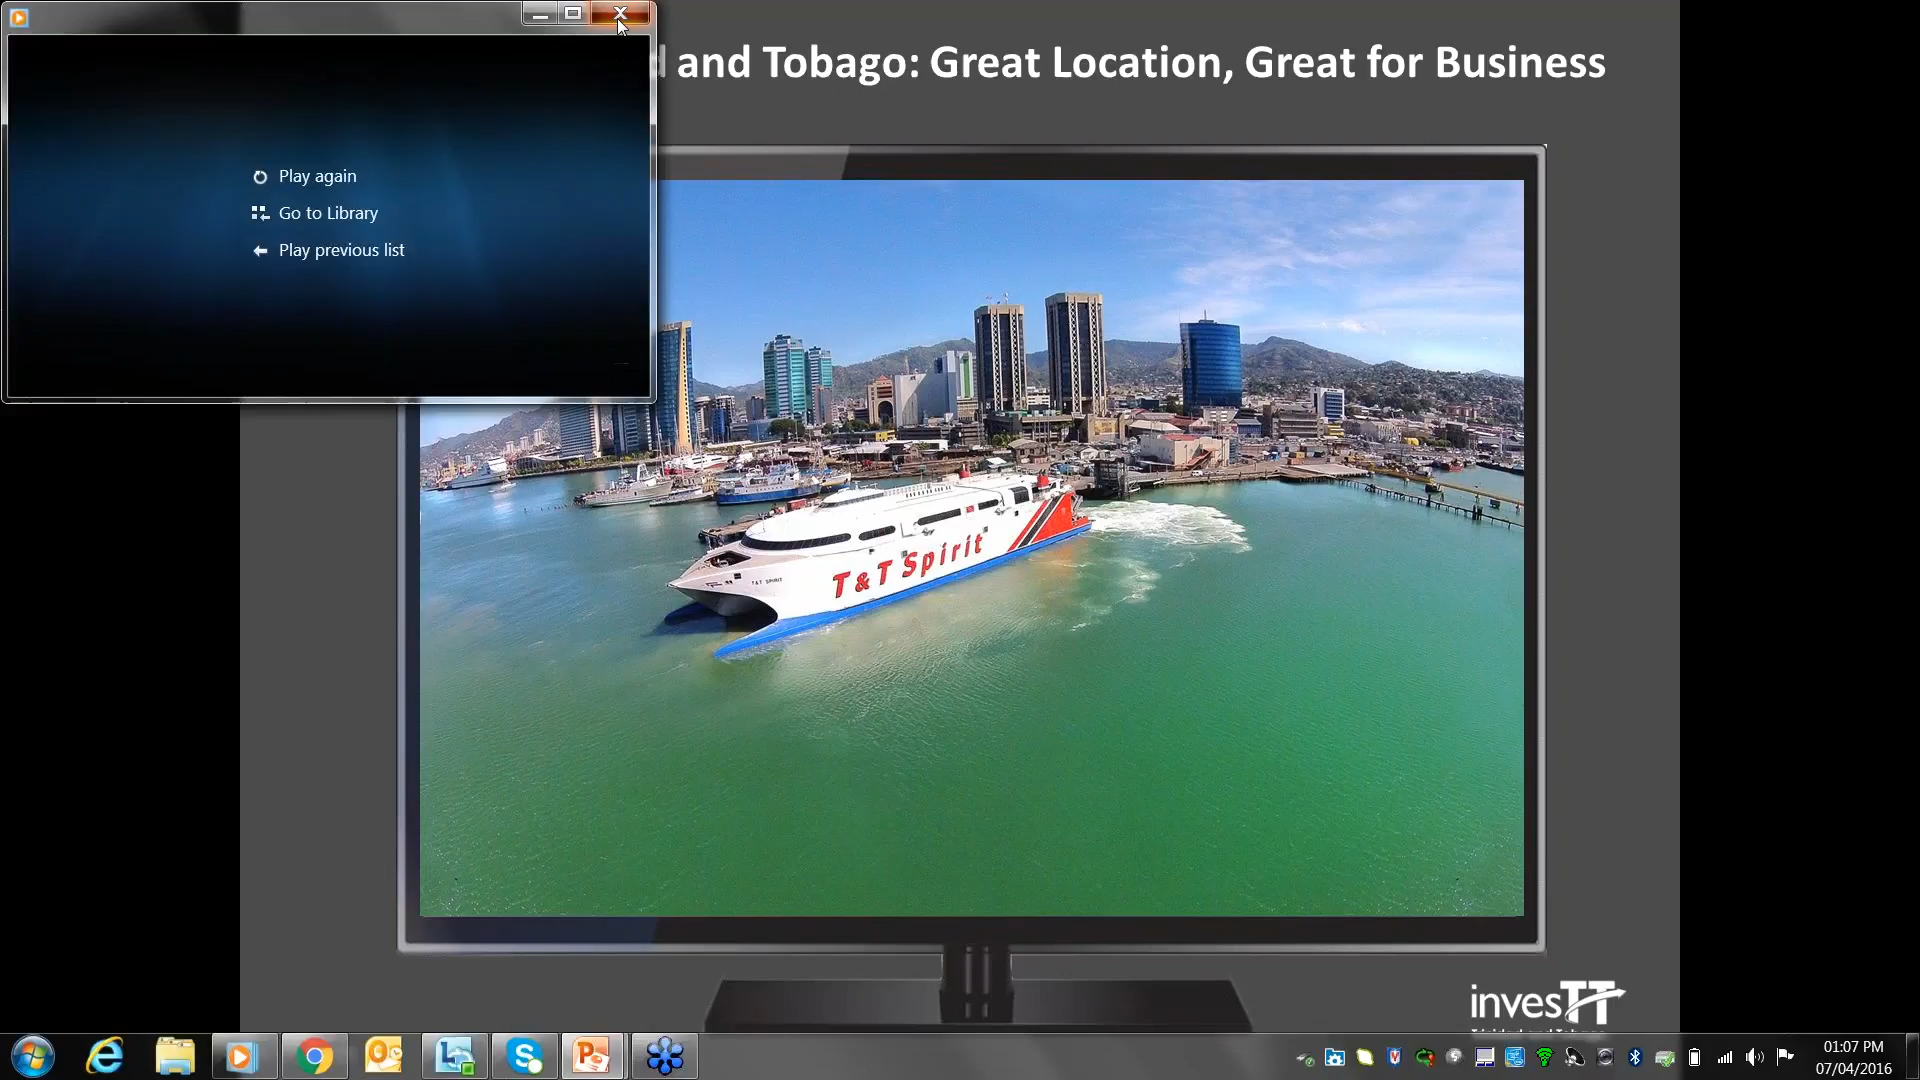 d and Tobago: Great Location, Great for Business
Play again
Go to Library
Play previous list
T&T Spirit
T&T SPIRIT
invesTT
01:07 PM
07/04/2016